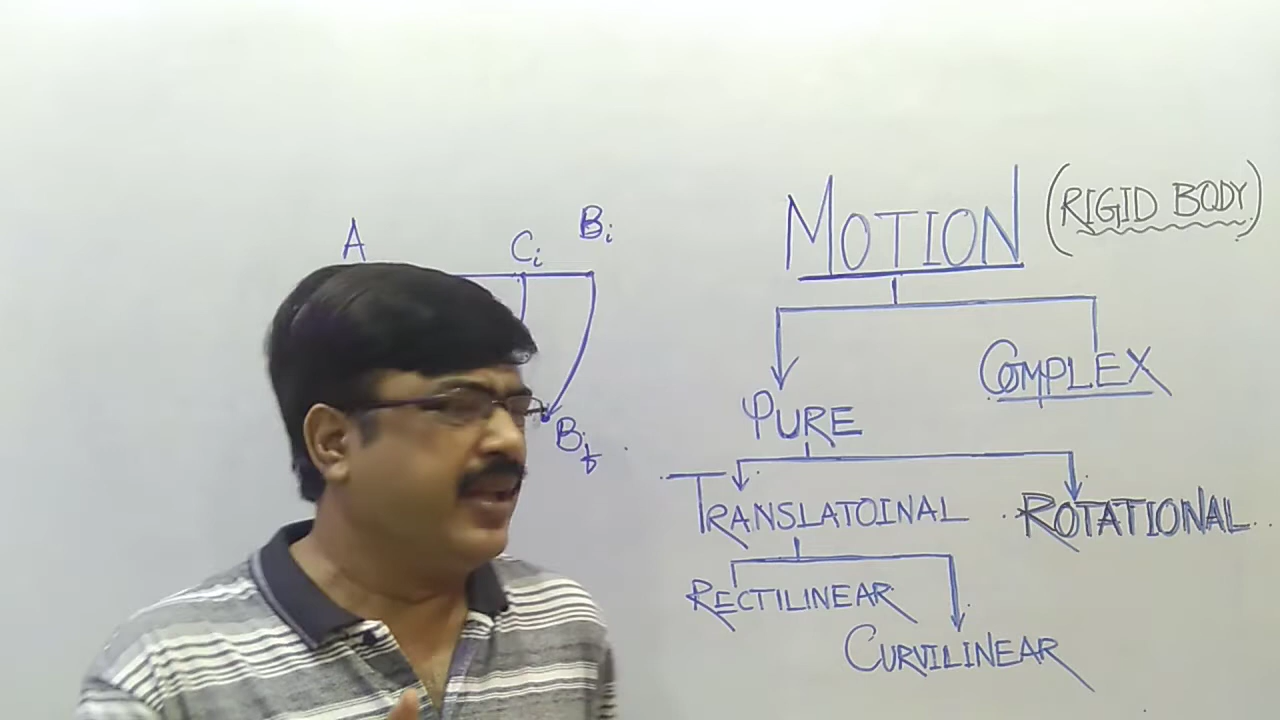 A
Ci
Bi
Bf
MOTION (RIGID BODY)
PURE
COMPLEX
TRANSLATOINAL
ROTATIONAL
RECTILINEAR
CURVILINEAR